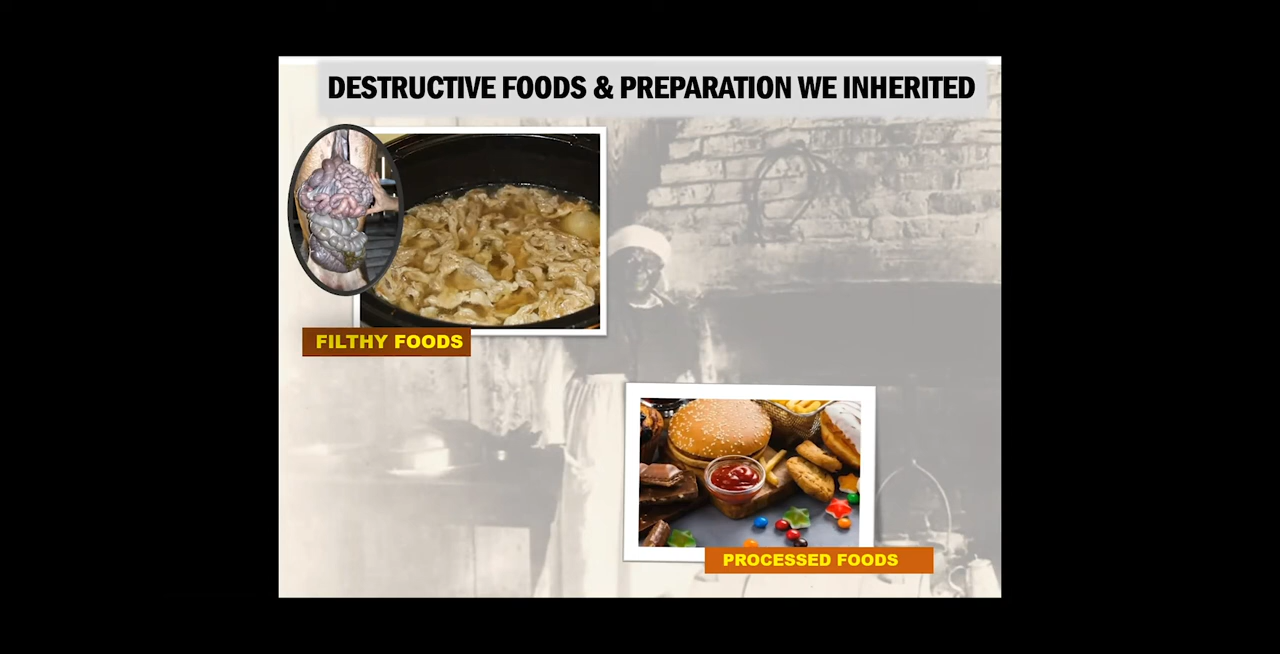 DESTRUCTIVE FOODS & PREPARATION WE INHERITED
FILTHY FOODS
PROCESSED FOODS